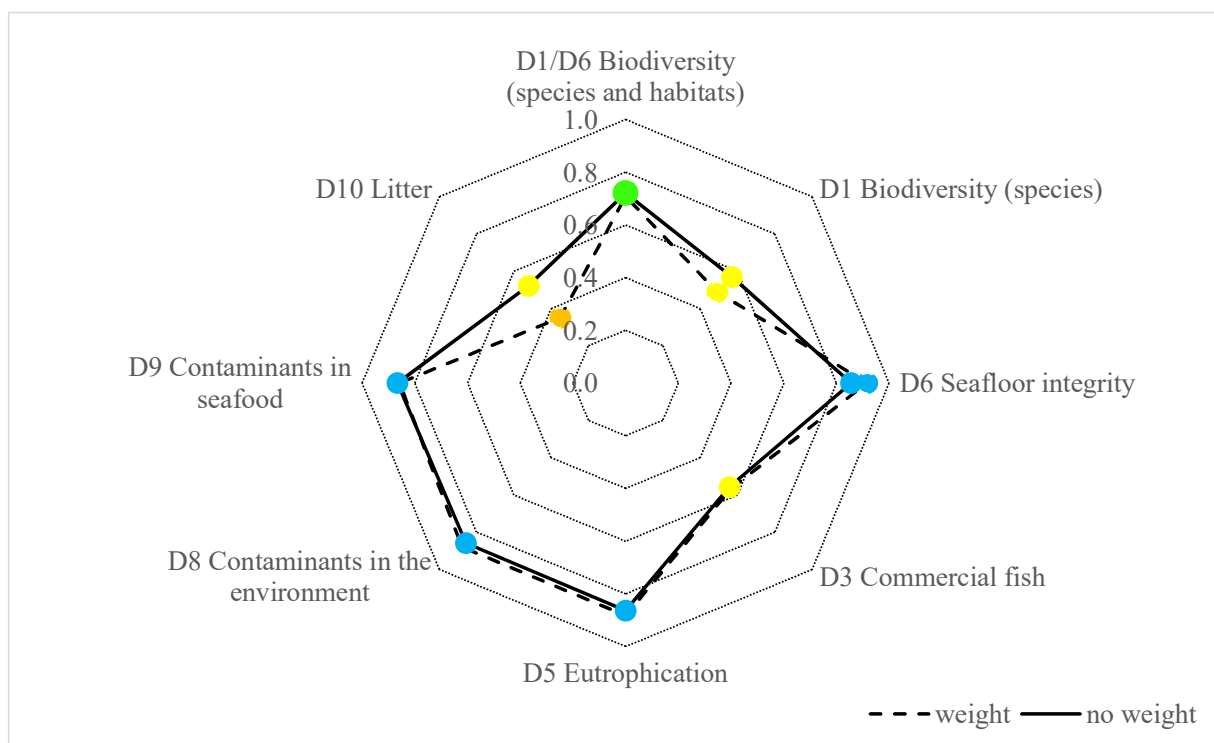 D1/D6 Biodiversity
(species and habitats)
1.0
D10 Litter
D1 Biodiversity (species)
0.8
0.6
0.4
0.2
D9 Contaminants in
seafood
0.0
D6 Seafloor integrity
D8 Contaminants in the
environment
D3 Commercial fish
D5 Eutrophication
weight
no weight